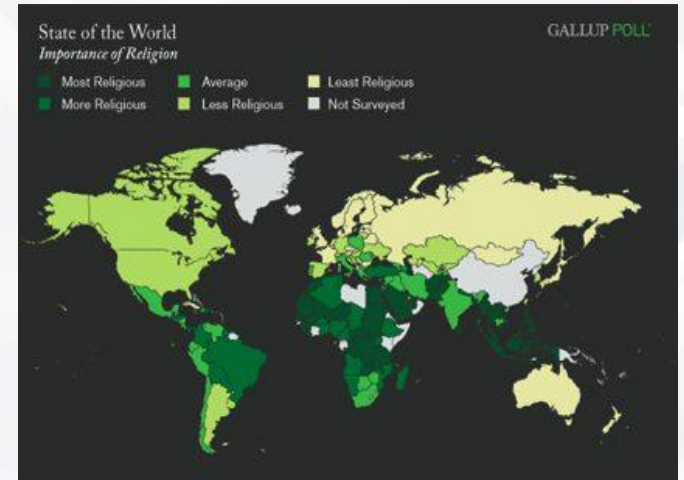 State of the World
Importance of Religion
GALLUP POLL
Most Religious
Average
Least Religious
More Religious
Less Religious
Not Surveyed